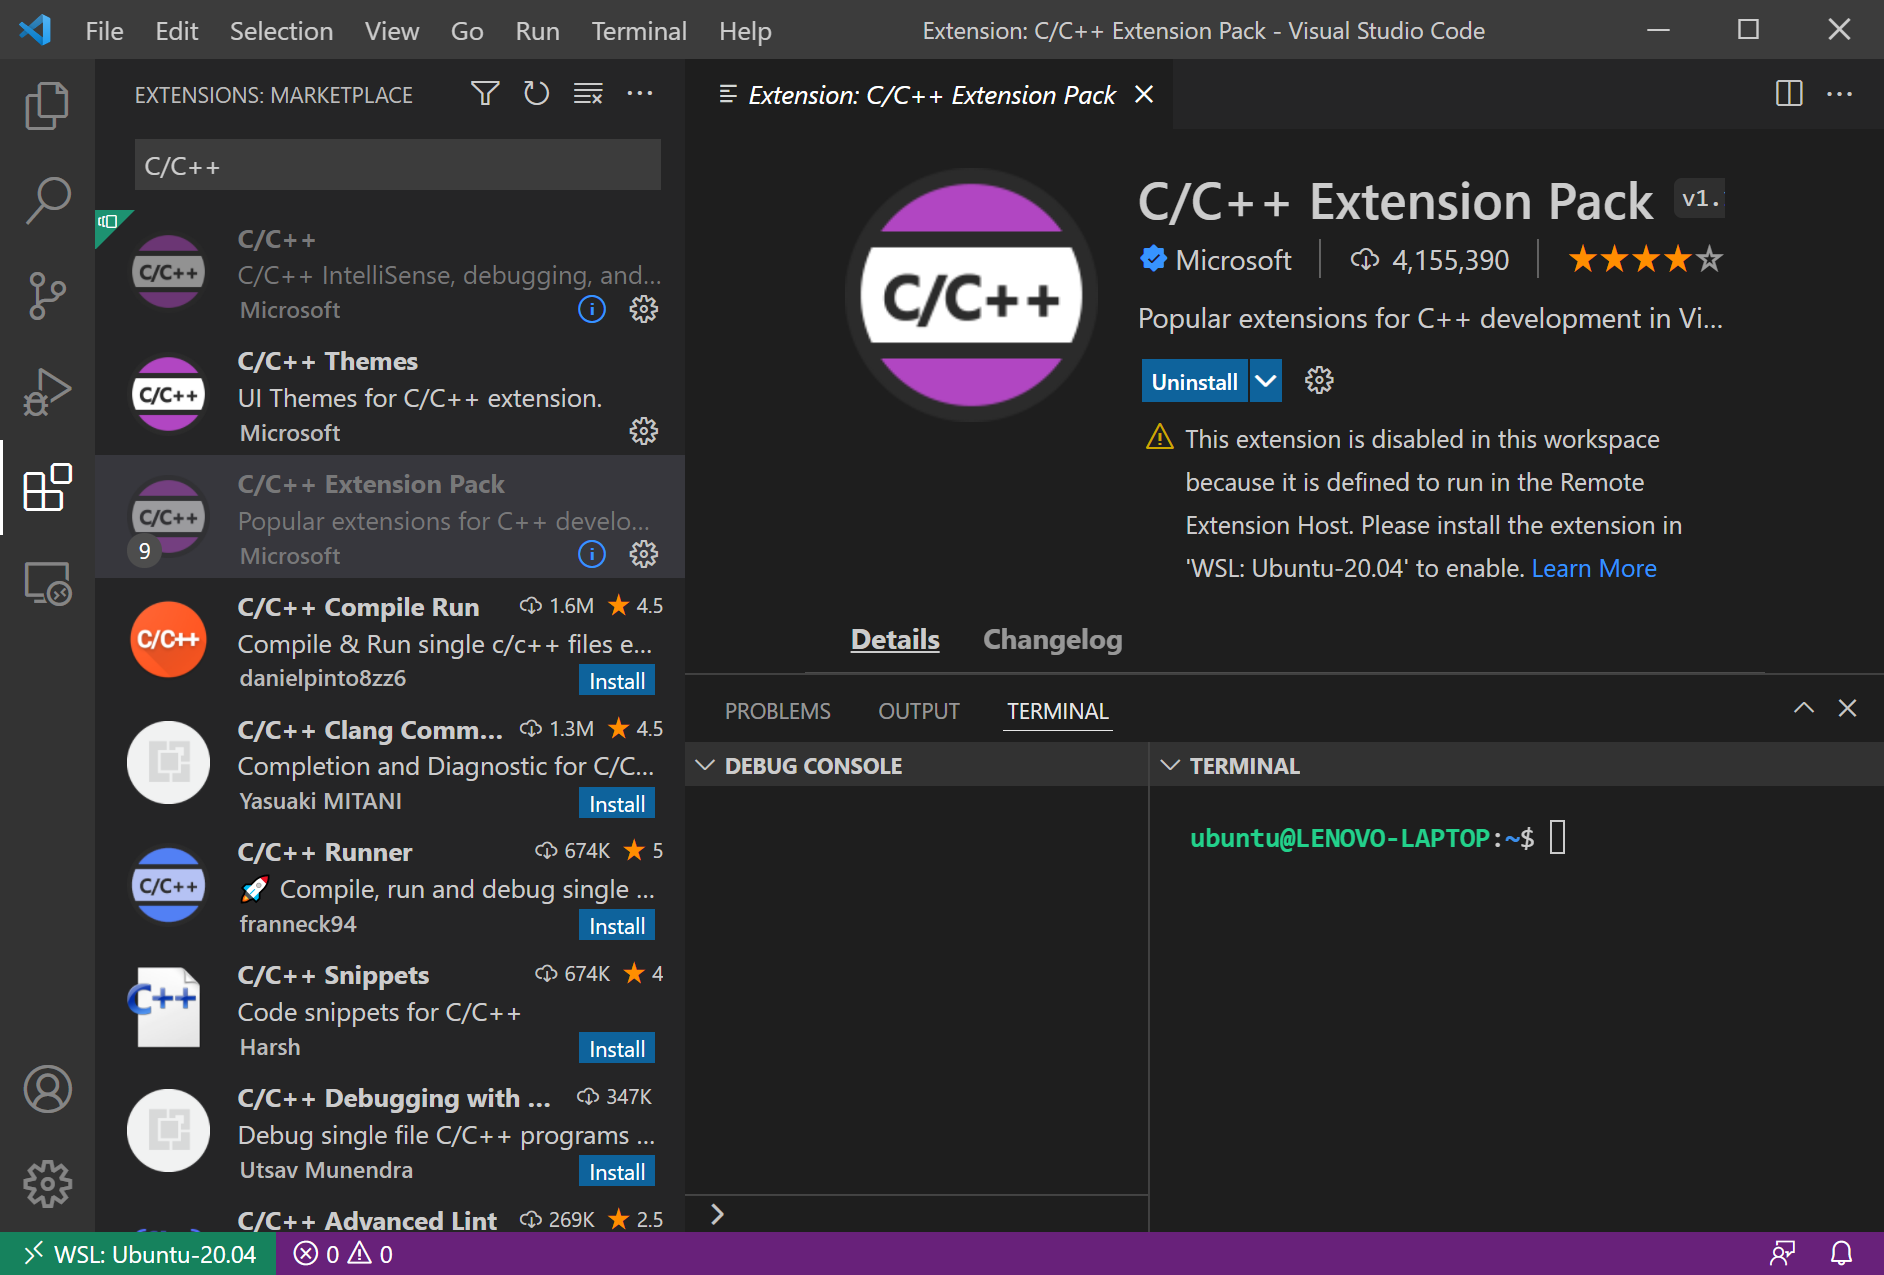 File Edit Selection View Go Run Terminal Help
Extension: C/C++ Extension Pack - Visual Studio Code
EXTENSIONS: MARKETPLACE
C/C++
C/C++
C/C++
C/C++ IntelliSense, debugging, and...
Microsoft
C/C++
C/C++ Themes
UI Themes for C/C++ extension.
Microsoft
C/C++
9
C/C++ Extension Pack
Popular extensions for C++ develo...
Microsoft
C/C++
C/C++ Compile Run 1.6M 4.5
Compile & Run single c/c++ files e...
danielpinto8zz6 Install
C/C++ Clang Comm... 1.3M 4.5
Completion and Diagnostic for C/C...
Yasuaki MITANI Install
C/C++
C/C++ Runner 674K 5
🚀 Compile, run and debug single ...
franneck94 Install
C++
C/C++ Snippets 674K 4
Code snippets for C/C++
Harsh Install
C/C++ Debugging with ... 347K
Debug single file C/C++ programs ...
Utsav Munendra Install
C/C++ Advanced Lint 269K 2.5
Extension: C/C++ Extension Pack
C/C++
C/C++ Extension Pack v1.
Microsoft 4,155,390
Popular extensions for C++ development in Vi...
Uninstall
This extension is disabled in this workspace
because it is defined to run in the Remote
Extension Host. Please install the extension in
'WSL: Ubuntu-20.04' to enable. Learn More
Details Changelog
PROBLEMS OUTPUT TERMINAL
DEBUG CONSOLE
TERMINAL
ubuntu@LENOVO-LAPTOP:~$
WSL: Ubuntu-20.04 0 0